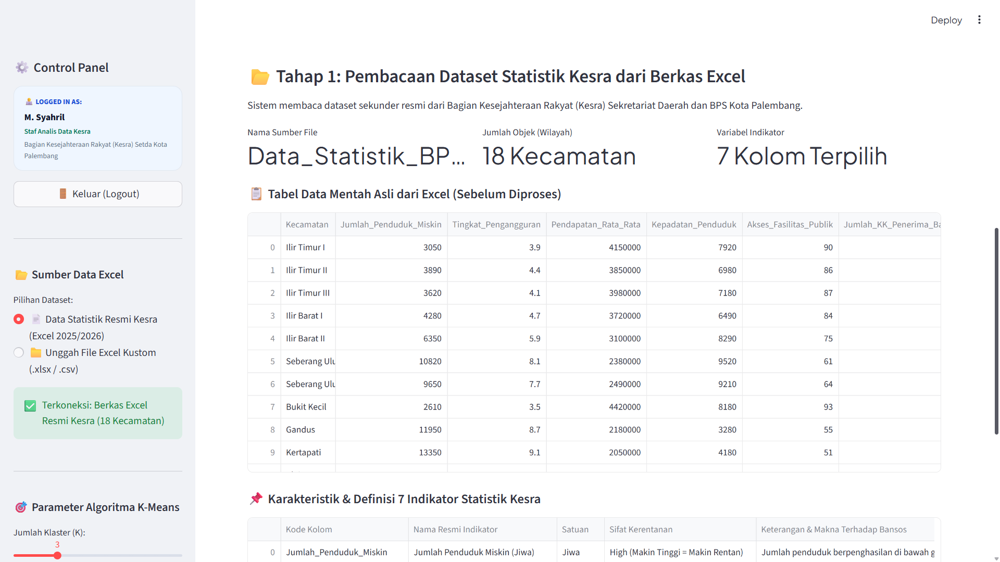 Deploy
Control Panel
LOGGED IN AS:
M. Syahril
Staf Analis Data Kesra
Bagian Kesejahteraan Rakyat (Kesra) Setda Kota
Palembang
Keluar (Logout)
Sumber Data Excel
Pilihan Dataset:
Data Statistik Resmi Kesra
(Excel 2025/2026)
Unggah File Excel Kustom
(.xlsx / .csv)
Terkoneksi: Berkas Excel
Resmi Kesra (18 Kecamatan)
Parameter Algoritma K-Means
Jumlah Klaster (K):
3
Tahap 1: Pembacaan Dataset Statistik Kesra dari Berkas Excel
Sistem membaca dataset sekunder resmi dari Bagian Kesejahteraan Rakyat (Kesra) Sekretariat Daerah dan BPS Kota Palembang.
Nama Sumber File Jumlah Objek (Wilayah) Variabel Indikator
Data_Statistik_BP... 18 Kecamatan 7 Kolom Terpilih
Tabel Data Mentah Asli dari Excel (Sebelum Diproses)
Kecamatan Jumlah_Penduduk_Miskin Tingkat_Pengangguran Pendapatan_Rata_Rata Kepadatan_Penduduk Akses_Fasilitas_Publik Jumlah_KK_Penerima_Ba
0 Ilir Timur I 3050 3.9 4150000 7920 90
1 Ilir Timur II 3890 4.4 3850000 6980 86
2 Ilir Timur III 3620 4.1 3980000 7180 87
3 Ilir Barat I 4280 4.7 3720000 6490 84
4 Ilir Barat II 6350 5.9 3100000 8290 75
5 Seberang Ulu 10820 8.1 2380000 9520 61
6 Seberang Ulu 9650 7.7 2490000 9210 64
7 Bukit Kecil 2610 3.5 4420000 8180 93
8 Gandus 11950 8.7 2180000 3280 55
9 Kertapati 13350 9.1 2050000 4180 51
Karakteristik & Definisi 7 Indikator Statistik Kesra
Kode Kolom Nama Resmi Indikator Satuan Sifat Kerentanan Keterangan & Makna Terhadap Bansos
0 Jumlah_Penduduk_Miskin Jumlah Penduduk Miskin (Jiwa) Jiwa High (Makin Tinggi = Makin Rentan) Jumlah penduduk berpenghasilan di bawah g